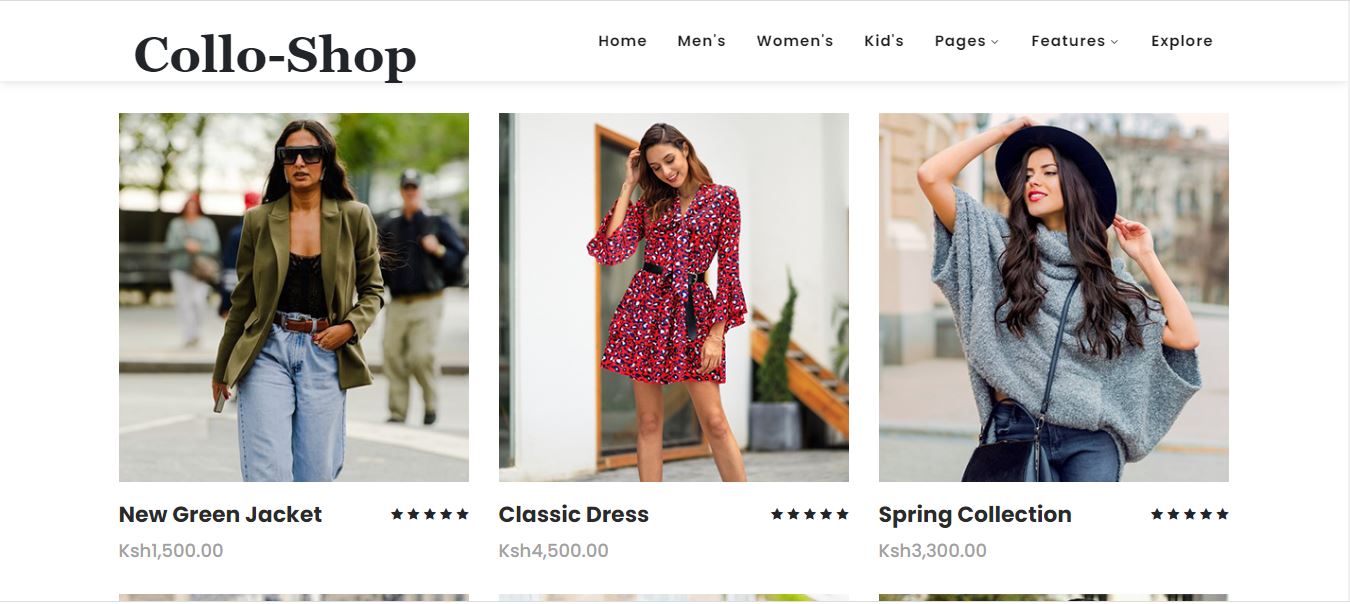 Collo-Shop
Home Men's Women's Kid's Pages Features Explore
New Green Jacket
Ksh1,500.00
Classic Dress
Ksh4,500.00
Spring Collection
Ksh3,300.00